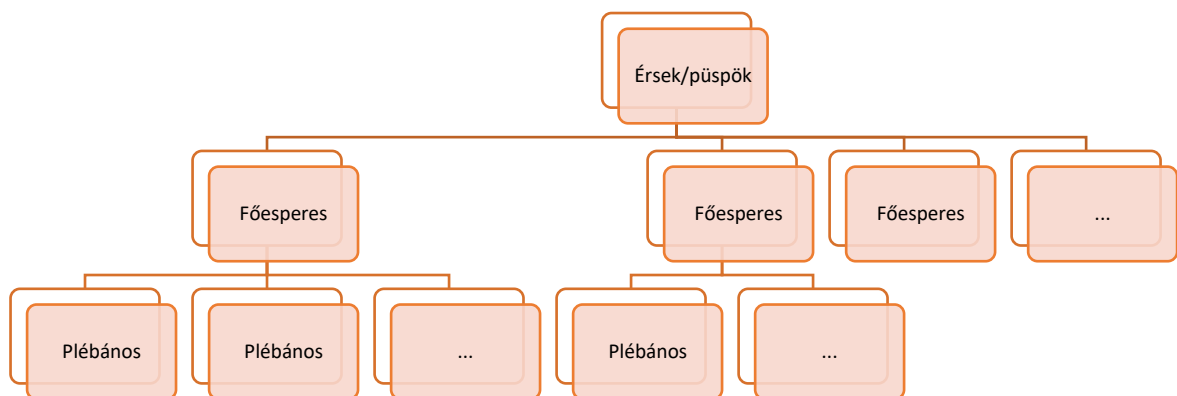 Érsek/püspök
Főesperes
Főesperes
Főesperes
...
Plébános
Plébános
...
Plébános
...